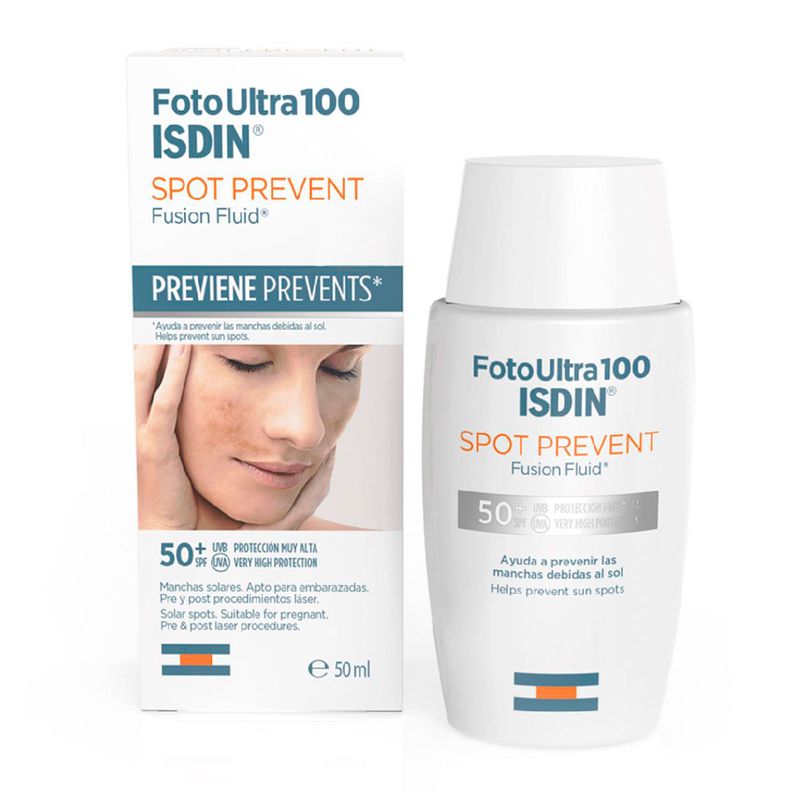 SPOT PREVENT
FotoUltra100
ISDIN®
SPOT PREVENT
Fusion Fluid®
PREVIENE PREVENTS*
*Ayuda a prevenir las manchas debidas al sol.
Helps prevent sun spots.
50+ SPF UVB UVA PROTECCIÓN MUY ALTA
VERY HIGH PROTECTION
Manchas solares. Apto para embarazadas.
Pre y post procedimientos láser.
Solar spots. Suitable for pregnant.
Pre & post laser procedures.
℮ 50 ml
FotoUltra100
ISDIN®
SPOT PREVENT
Fusion Fluid®
50+ SPF UVB UVA PROTECCIÓN
VERY HIGH PROTECTION
Ayuda a prevenir las
manchas debidas al sol
Helps prevent sun spots